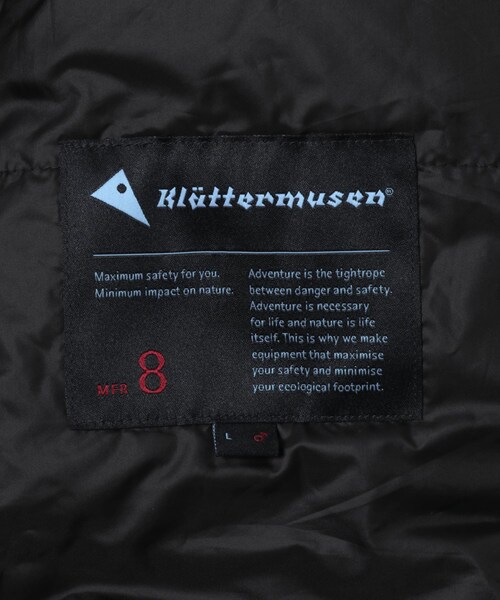 Klättermusen®
Maximum safety for you.
Minimum impact on nature.
Adventure is the tightrope
between danger and safety.
Adventure is necessary
for life and nature is life
itself. This is why we make
equipment that maximise
your safety and minimise
your ecological footprint.
MFR 8
L ♂